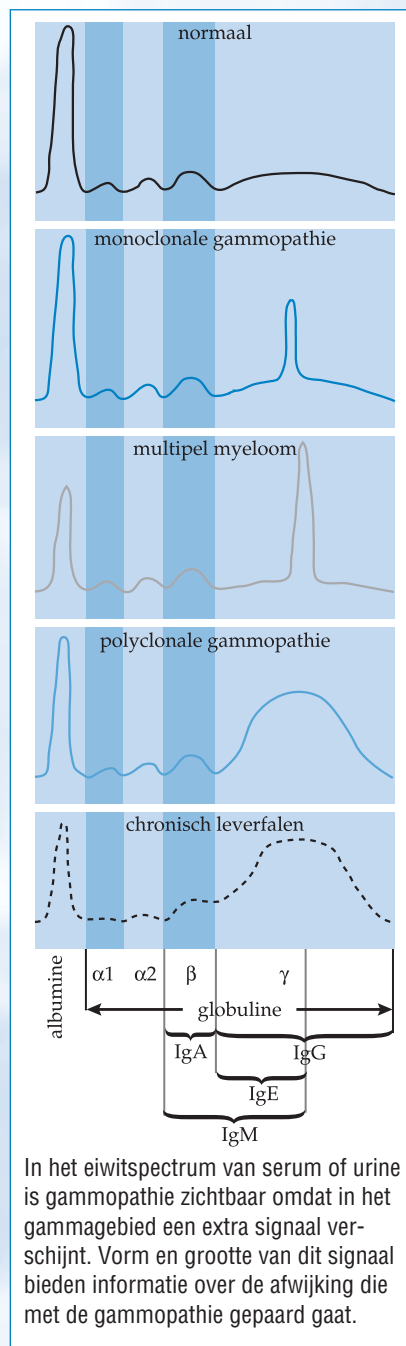 normaal
monoclonale gammopathie
multipel myeloom
polyclonale gammopathie
chronisch leverfalen
albumine α1 α2 β γ
globuline
IgA IgG
IgE
IgM
In het eiwitspectrum van serum of urine
is gammopathie zichtbaar omdat in het
gammagebied een extra signaal ver-
schijnt. Vorm en grootte van dit signaal
bieden informatie over de afwijking die
met de gammopathie gepaard gaat.